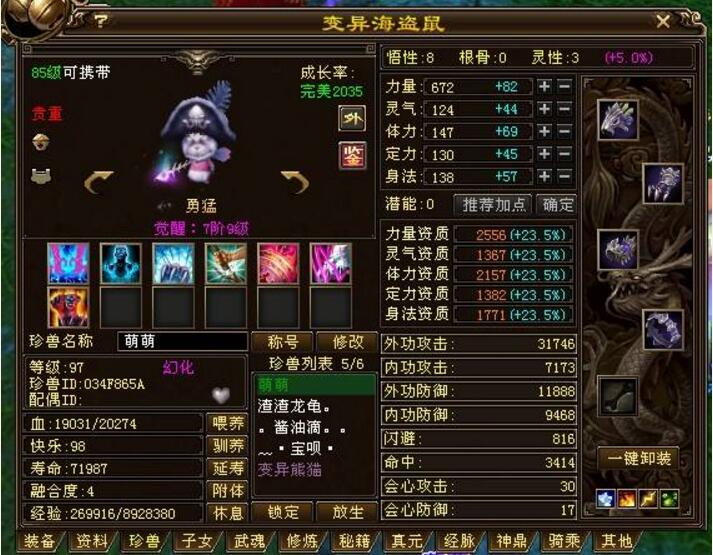 ?
变异海盗鼠
85级可携带
成长率:
完美2035
贵重
外
鉴
勇猛
觉醒:7阶9级
悟性:8 根骨:0 灵性:3 (+5.0%)
力量: 672 +82
灵气: 124 +44
体力: 147 +69
定力: 130 +45
身法: 138 +57
潜能:0 推荐加点 确定
力量资质 2556(+23.5%)
灵气资质 1367(+23.5%)
体力资质 2157(+23.5%)
定力资质 1382(+23.5%)
身法资质 1771(+23.5%)
珍兽名称 萌萌 称号 修改
等级:97 幻化
珍兽ID:034F865A
配偶ID:
血:19031/20274 喂养
快乐:98 驯养
寿命:71987 延寿
融合度:4 附体
经验:269916/8928380 休息
珍兽列表 5/6
萌萌
渣渣龙龟。
。酱油滴。。
﹏·宝呗·
变异熊猫
锁定 放生
外功攻击: 31746
内功攻击: 7173
外功防御: 11888
内功防御: 9468
闪避: 816
命中: 3414
会心攻击: 30
会心防御: 17
一键卸装
装备 资料 珍兽 子女 武魂 修炼 秘籍 真元 经脉 神鼎 骑乘 其他